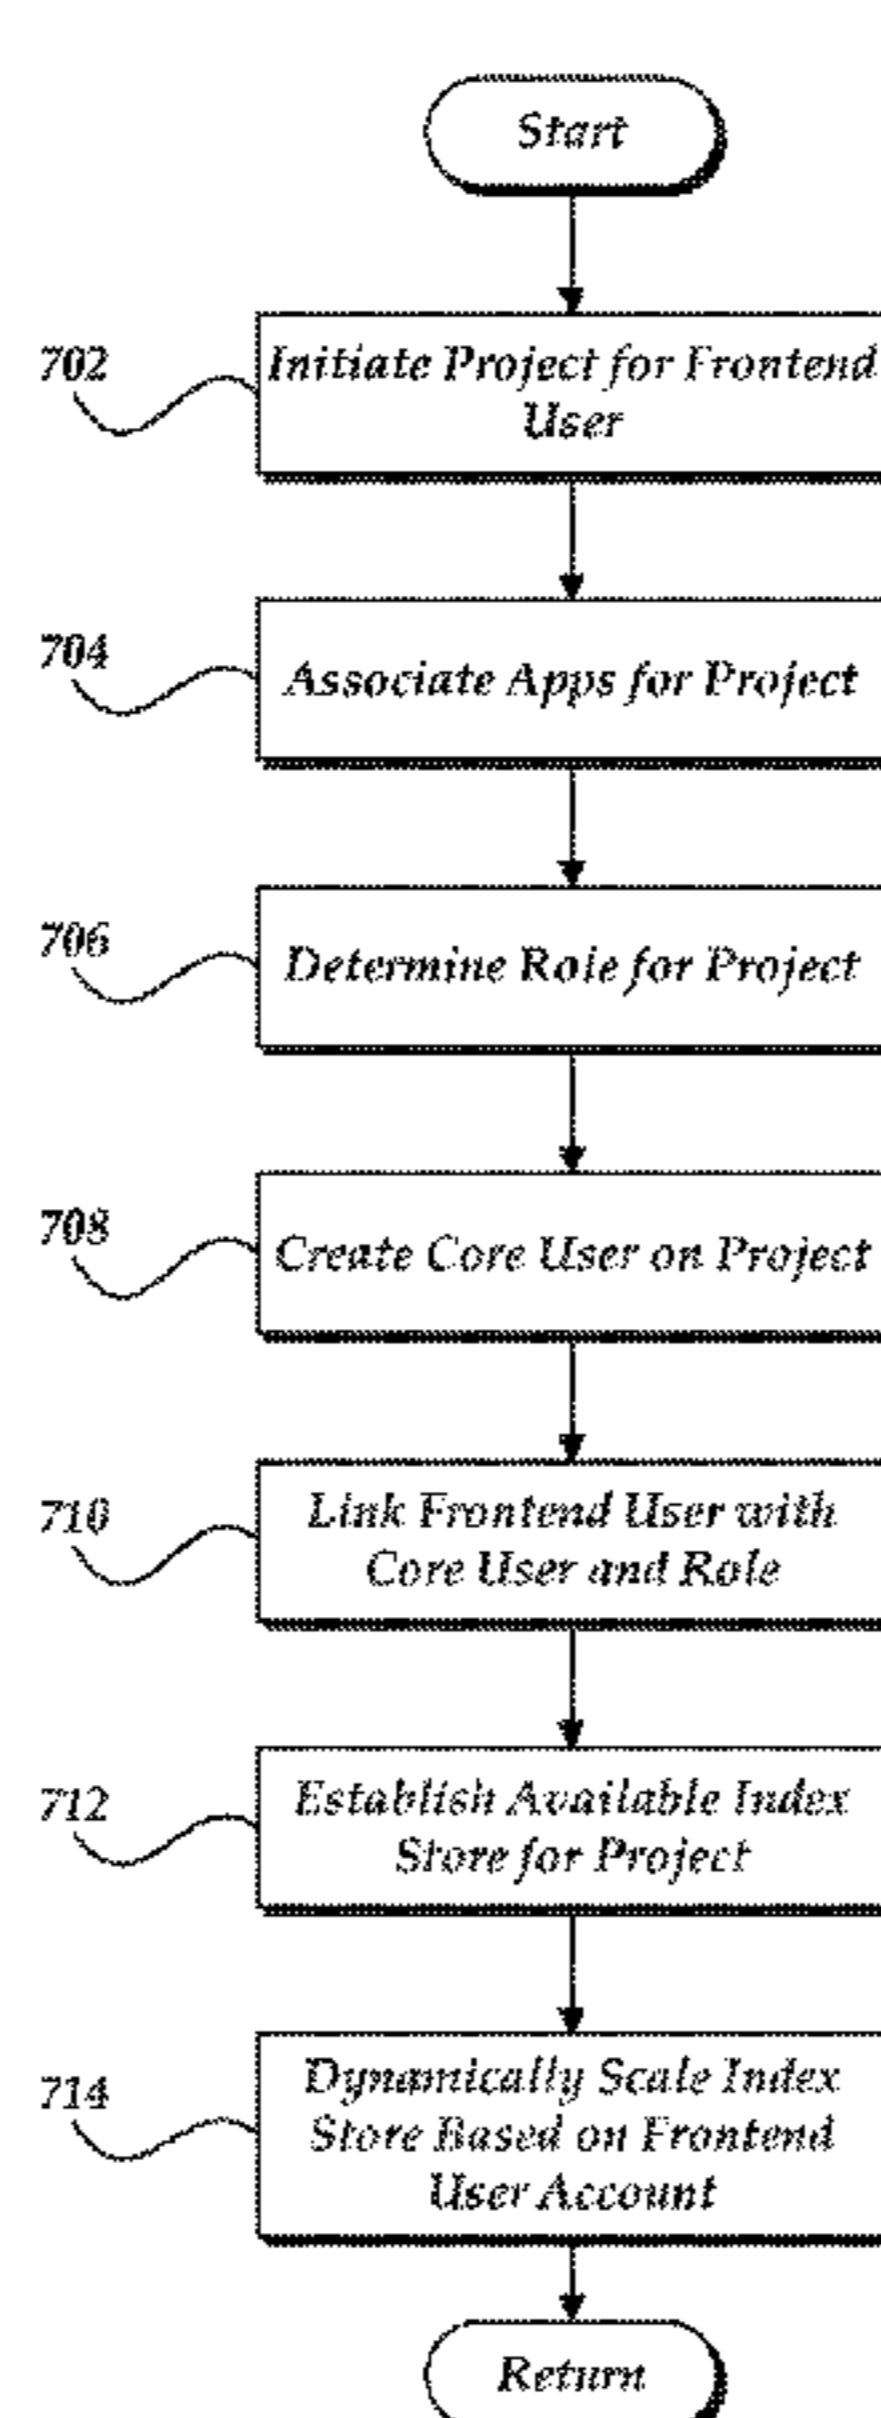 Start
702
Initiate Project for Frontend
User
704
Associate Apps for Project
706
Determine Role for Project
708
Create Core User on Project
710
Link Frontend User with
Core User and Role
712
Establish Available Index
Store for Project
714
Dynamically Scale Index
Store Based on Frontend
User Account
Return